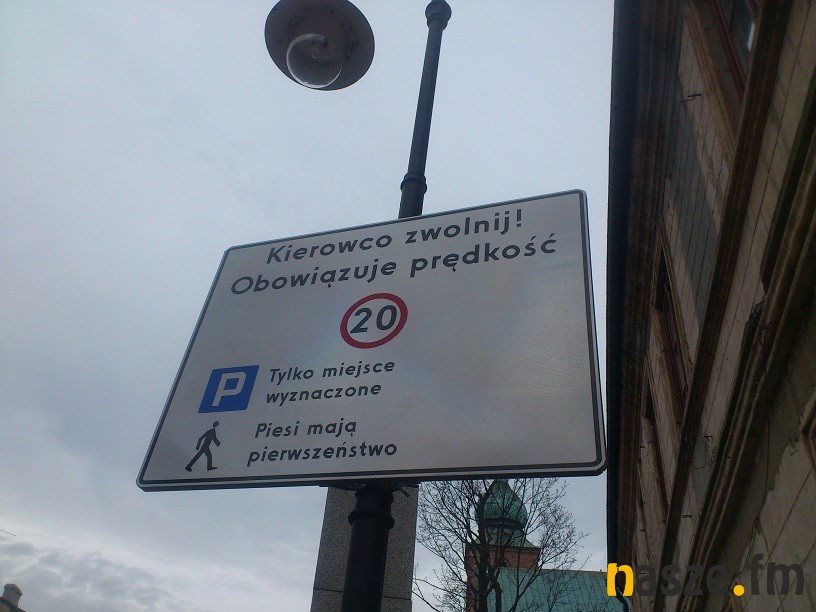 Kierowco zwolnij!
Obowiązuje prędkość
20
P
Tylko miejsce
wyznaczone
Piesi mają
pierwszeństwo
nasze.fm